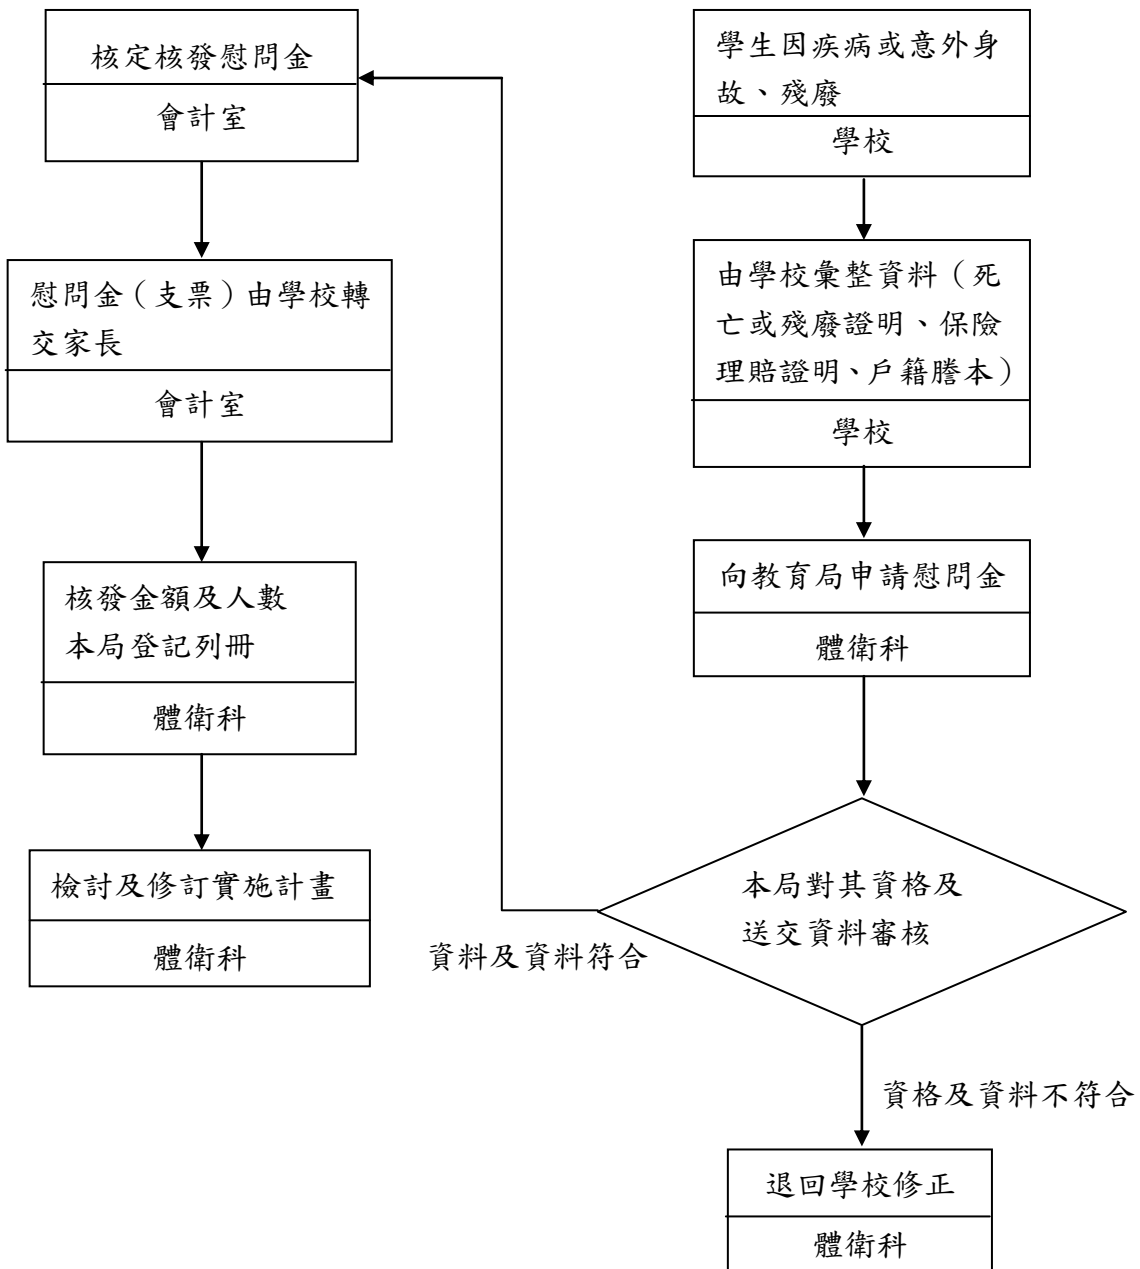 學生因疾病或意外身
故、殘廢
學校
由學校彙整資料（死
亡或殘廢證明、保險
理賠證明、戶籍謄本）
學校
向教育局申請慰問金
體衛科
本局對其資格及
送交資料審核
資格及資料不符合
退回學校修正
體衛科
資料及資料符合
核定核發慰問金
會計室
慰問金（支票）由學校轉
交家長
會計室
核發金額及人數
本局登記列冊
體衛科
檢討及修訂實施計畫
體衛科